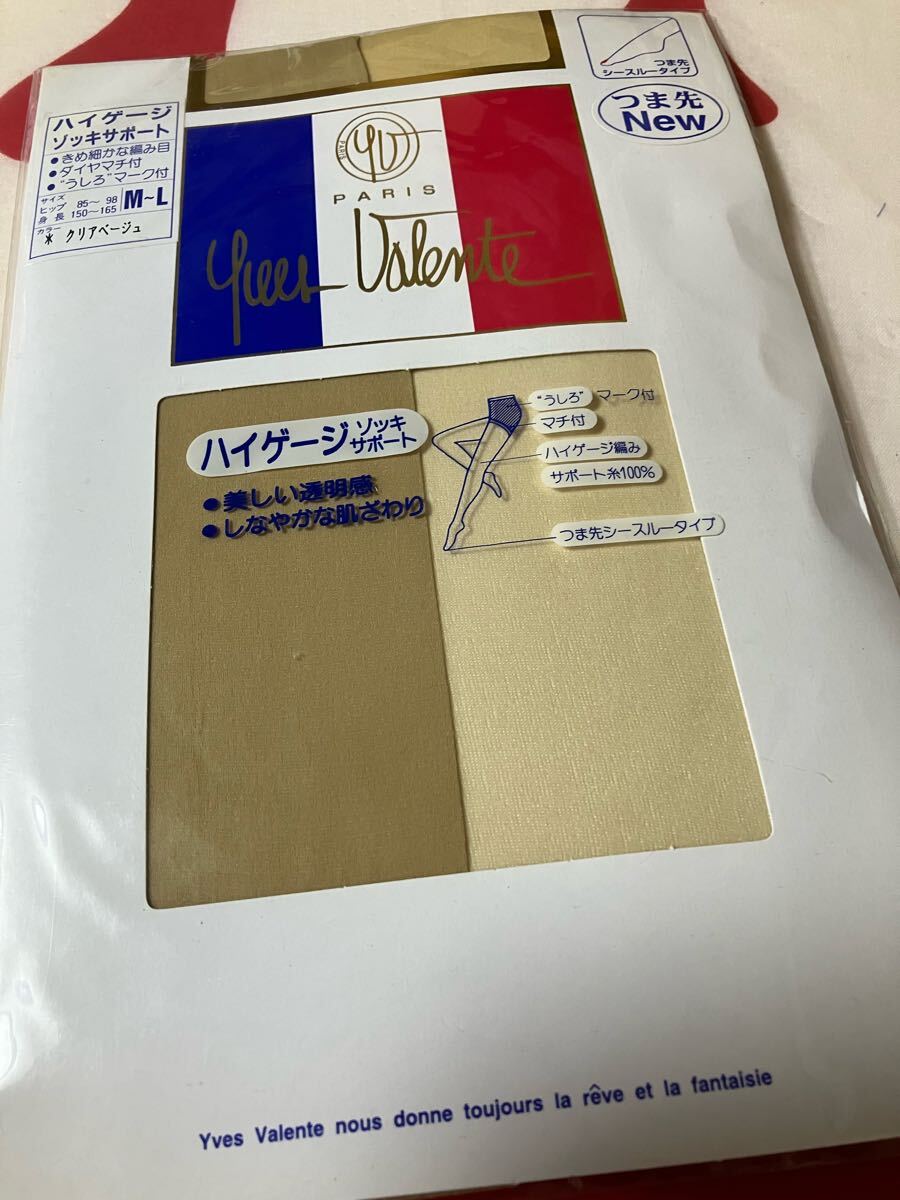 ハイゲージ
ゾッキサポート
●きめ細かな編み目
●ダイヤマチ付
●"うしろ"マーク付
サイズ
ヒップ 85〜98
身長 150〜165
M~L
カラー
* クリアベージュ
つま先
シースルータイプ
つま先
New
PARIS
YV
PARIS
Yves Valente
ハイゲージ ゾッキ
サポート
●美しい透明感
●しなやかな肌ざわり
"うしろ" マーク付
マチ付
ハイゲージ編み
サポート糸100%
つま先シースルータイプ
Yves Valente nous donne toujours la rêve et la fantaisie